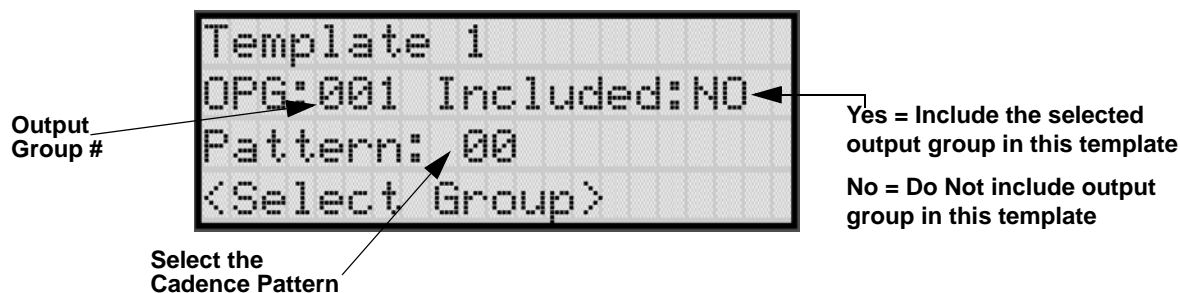 Template 1
OPG:001 Included:NO
Pattern: 00
<Select Group>
Output
Group #
Yes = Include the selected
output group in this template
No = Do Not include output
group in this template
Select the
Cadence Pattern